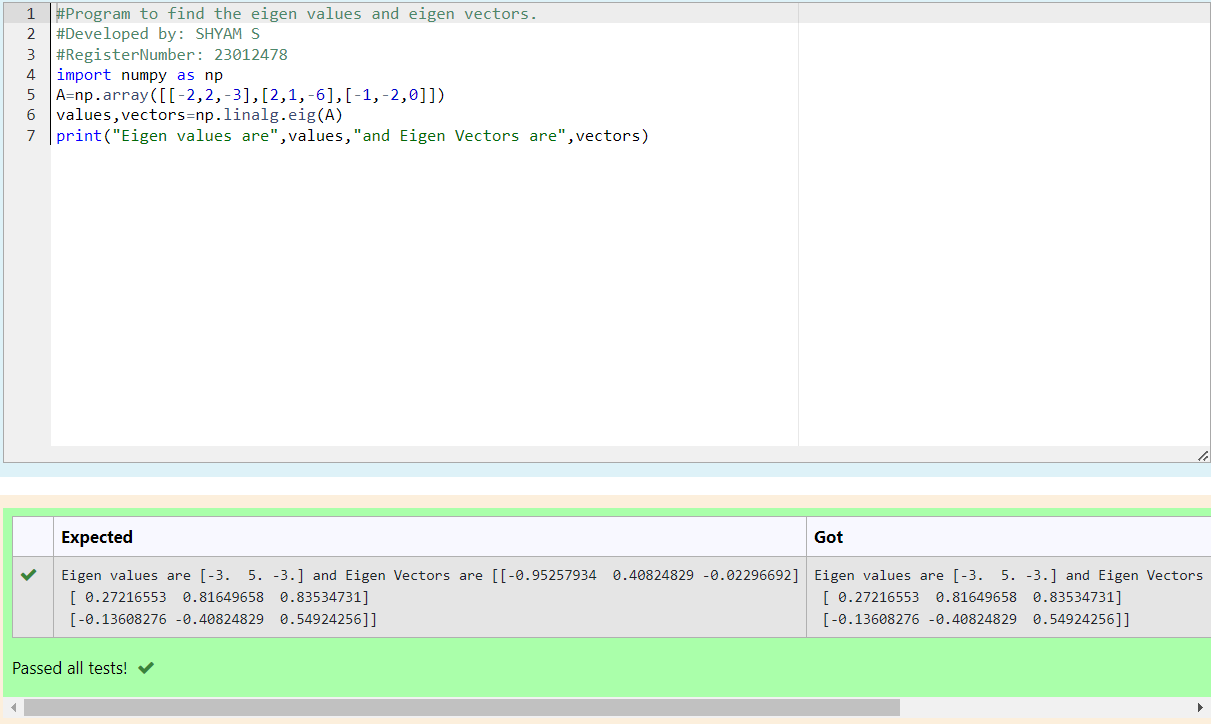 1 #Program to find the eigen values and eigen vectors.
2 #Developed by: SHYAM S
3 #RegisterNumber: 23012478
4 import numpy as np
5 A=np.array([[-2,2,-3],[2,1,-6],[-1,-2,0]])
6 values,vectors=np.linalg.eig(A)
7 print("Eigen values are",values,"and Eigen Vectors are",vectors)
Expected Got
Eigen values are [-3.  5. -3.] and Eigen Vectors are [[-0.95257934  0.40824829 -0.02296692] Eigen values are [-3.  5. -3.] and Eigen Vectors
[ 0.27216553  0.81649658  0.83534731] [ 0.27216553  0.81649658  0.83534731]
[-0.13608276 -0.40824829  0.54924256]] [-0.13608276 -0.40824829  0.54924256]]
Passed all tests!